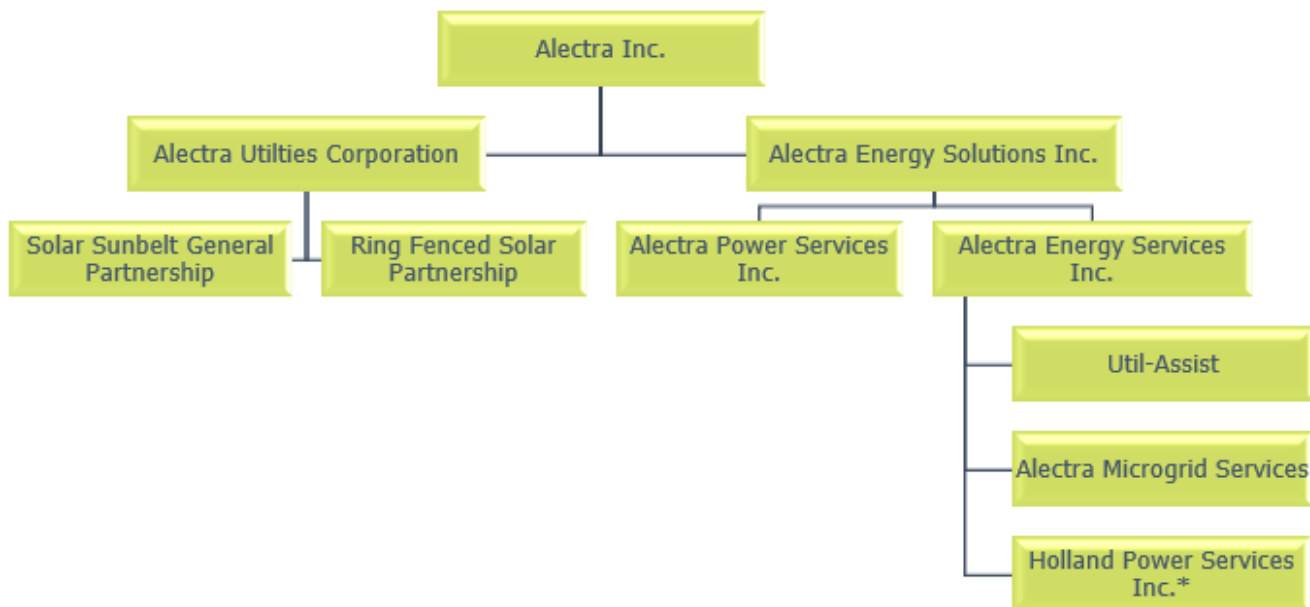 Alectra Inc.
Alectra Utilties Corporation
Alectra Energy Solutions Inc.
Solar Sunbelt General
Partnership
Ring Fenced Solar
Partnership
Alectra Power Services
Inc.
Alectra Energy Services
Inc.
Util-Assist
Alectra Microgrid Services
Holland Power Services
Inc.*